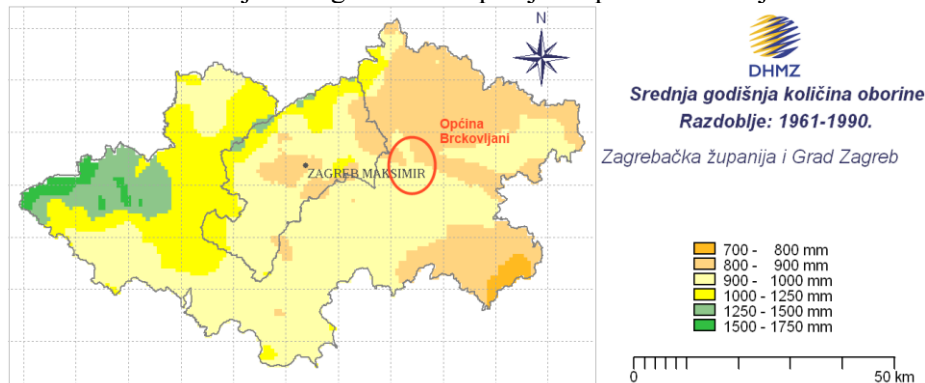 N
Općina
Brckovljani
ZAGREB MAKSIMIR
DHMZ
Srednja godišnja količina oborine
Razdoblje: 1961-1990.
Zagrebačka županija i Grad Zagreb
700 - 800 mm
800 - 900 mm
900 - 1000 mm
1000 - 1250 mm
1250 - 1500 mm
1500 - 1750 mm
0 50 km